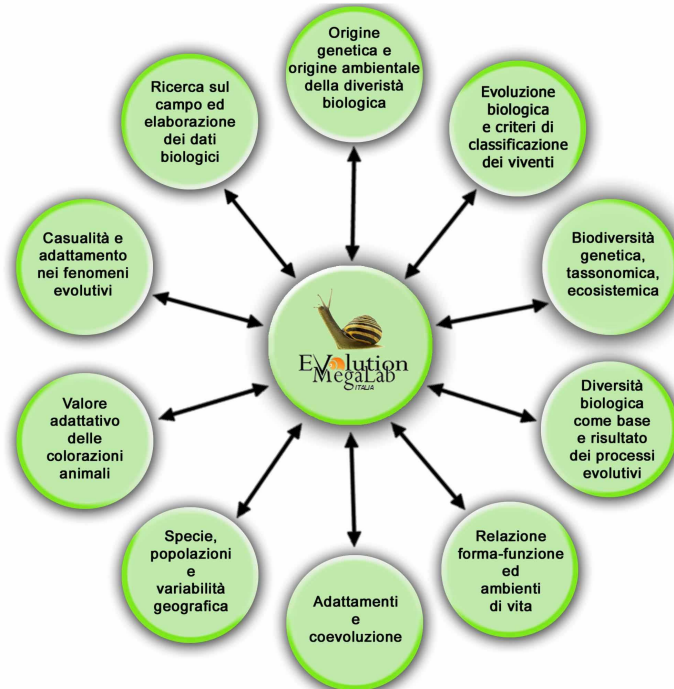 Origine
genetica e
origine ambientale
della diveristà
biologica
Evoluzione
biologica
e criteri di
classificazione
dei viventi
Biodiversità
genetica,
tassonomica,
ecosistemica
Diversità
biologica
come base
e risultato
dei processi
evolutivi
Relazione
forma-funzione
ed
ambienti
di vita
Adattamenti
e
coevoluzione
Specie,
popolazioni
e
variabilità
geografica
Valore
adattativo
delle
colorazioni
animali
Casualità e
adattamento
nei fenomeni
evolutivi
Ricerca sul
campo ed
elaborazione
dei dati
biologici
Evolution
MegaLab
ITALIA